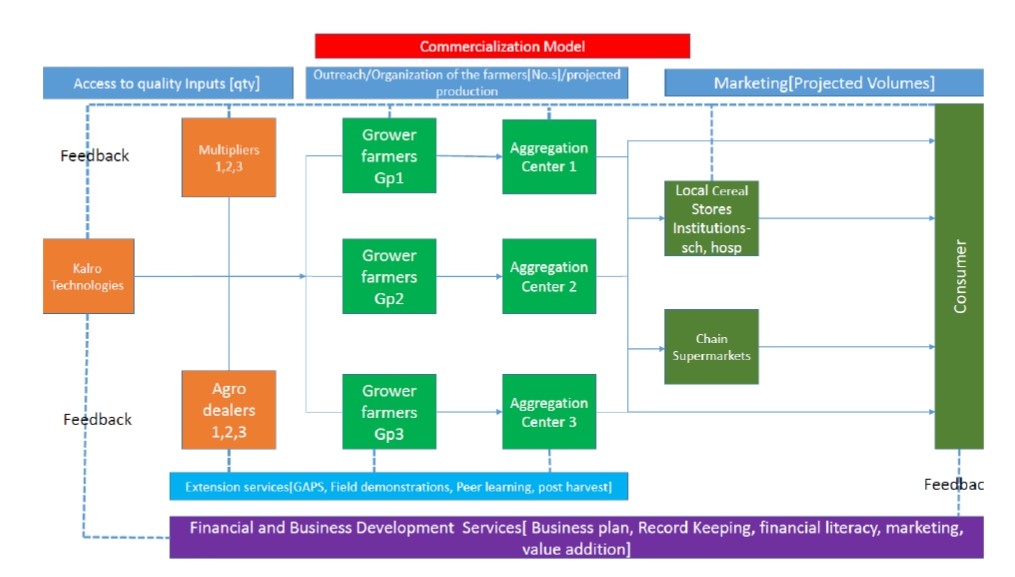 Commercialization Model
Access to quality Inputs [qty]
Outreach/Organization of the farmers[No.s]/projected
production
Marketing[Projected Volumes]
Feedback
Multipliers
1,2,3
Grower
farmers
Gp1
Aggregation
Center 1
Local Cereal
Stores
Institutions-
sch, hosp
Kalro
Technologies
Grower
farmers
Gp2
Aggregation
Center 2
Consumer
Chain
Supermarkets
Feedback
Agro
dealers
1,2,3
Grower
farmers
Gp3
Aggregation
Center 3
Extension services[GAPS, Field demonstrations, Peer learning, post harvest]
Feedbac
Financial and Business Development Services[ Business plan, Record Keeping, financial literacy, marketing,
value addition]